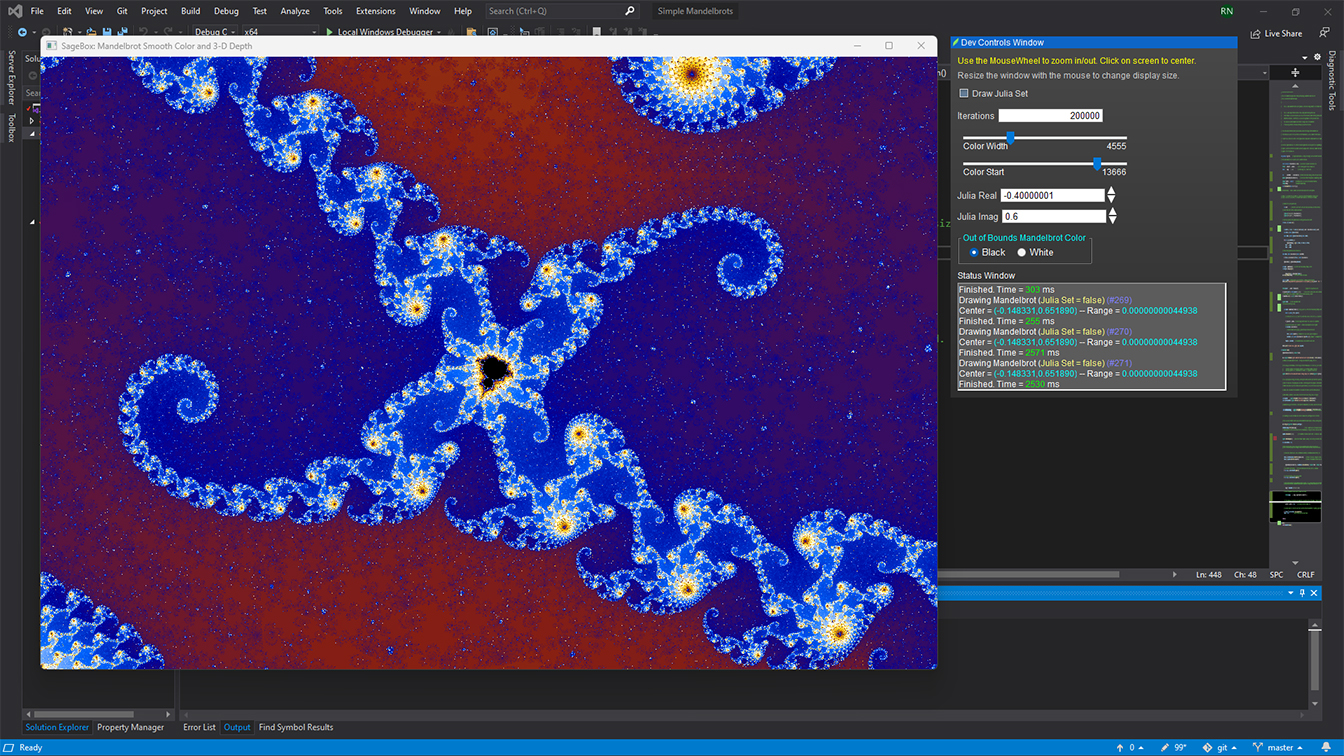 File Edit View Git Project Build Debug Test Analyze Tools Extensions Window Help Search (Ctrl+Q) Simple Mandelbrots RN
x64 Local Windows Debugger Live Share
SageBox: Mandelbrot Smooth Color and 3-D Depth
Server Explorer
Toolbox
Diagnostic Tools
Dev Controls Window
Use the MouseWheel to zoom in/out. Click on screen to center.
Resize the window with the mouse to change display size.
Draw Julia Set
Iterations 200000
Color Width 4555
Color Start 13666
Julia Real -0.40000001
Julia Imag 0.6
Out of Bounds Mandelbrot Color
Black White
Status Window
Finished. Time = 303 ms
Drawing Mandelbrot (Julia Set = false) (#269)
Center = (-0.148331,0.651890) -- Range = 0.00000000044938
Finished. Time = 255 ms
Drawing Mandelbrot (Julia Set = false) (#270)
Center = (-0.148331,0.651890) -- Range = 0.00000000044938
Finished. Time = 2571 ms
Drawing Mandelbrot (Julia Set = false) (#271)
Center = (-0.148331,0.651890) -- Range = 0.00000000044938
Finished. Time = 2530 ms
Ln: 448 Ch: 48 SPC CRLF
Solution Explorer Property Manager Error List Output Find Symbol Results
Ready 0 99+ git master